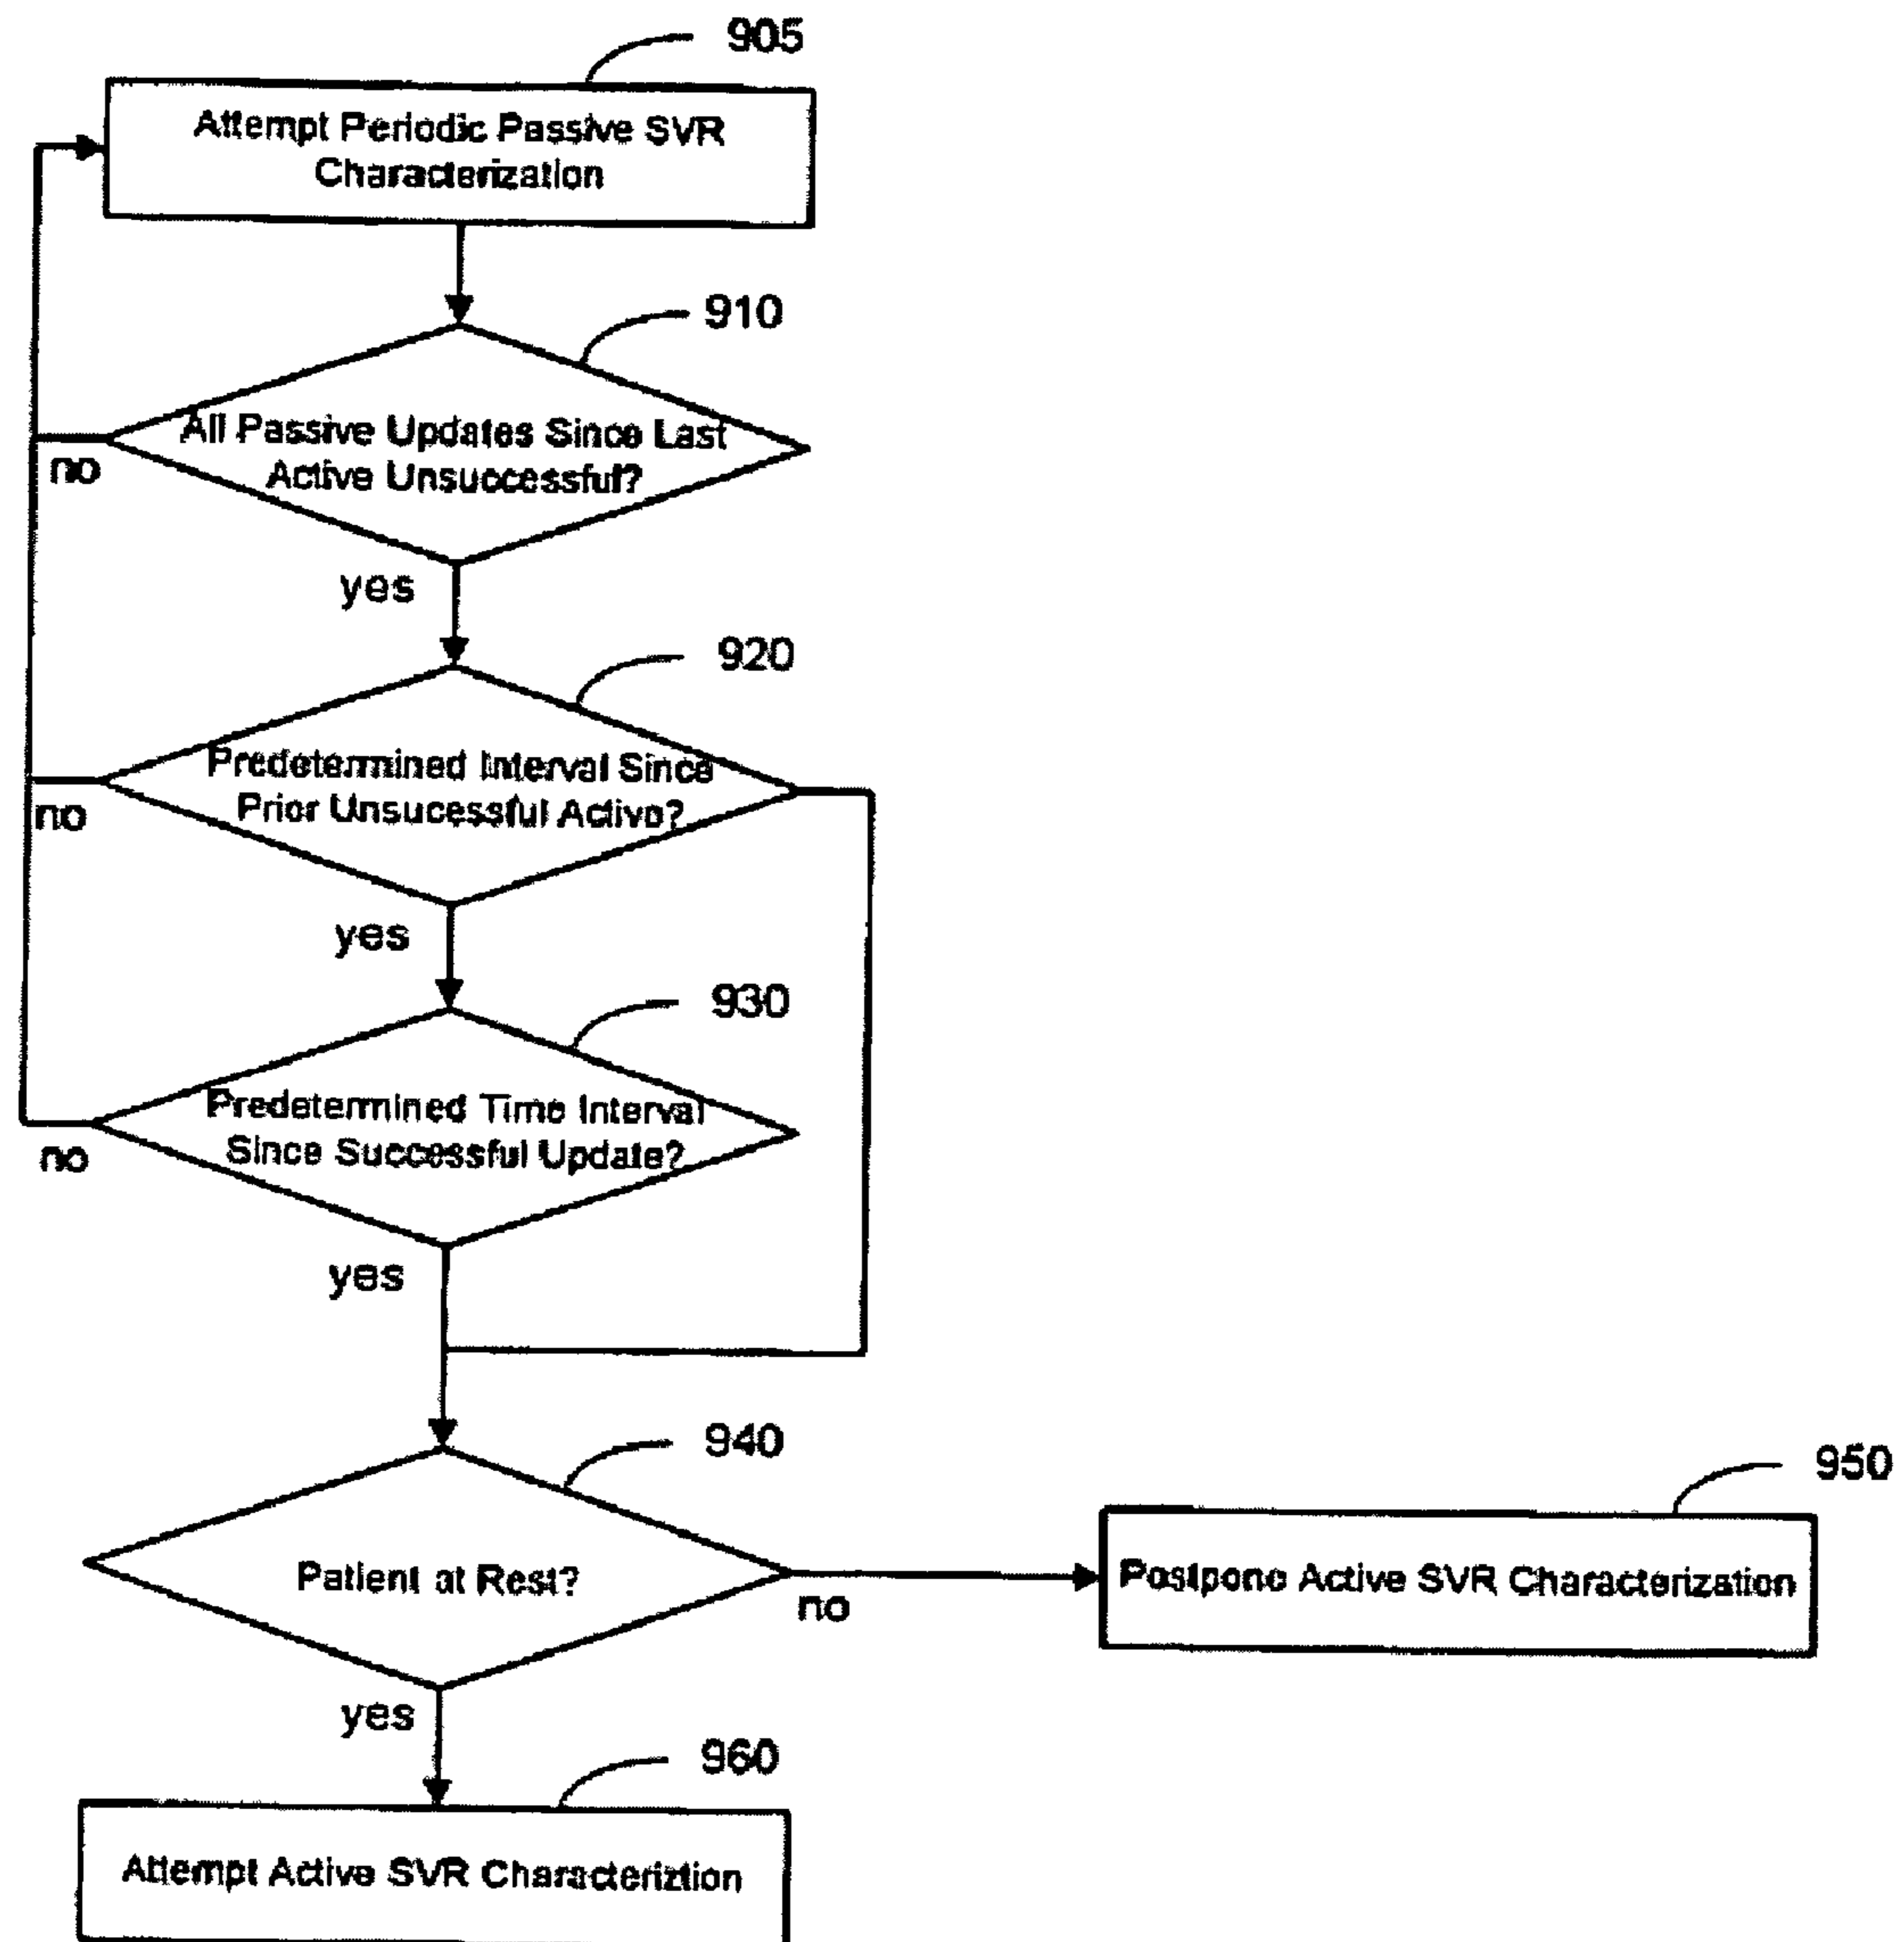 905
Attempt Periodic Passive SVR
Characterization
910
All Passive Updates Since Last
Active Unsuccessful?
no
yes
920
Predetermined Interval Since
Prior Unsucessful Active?
no
yes
930
Predetermined Time Interval
Since Successful Update?
no
yes
940
Patient at Rest?
no
950
Postpone Active SVR Characterization
yes
960
Attempt Active SVR Characteriztion